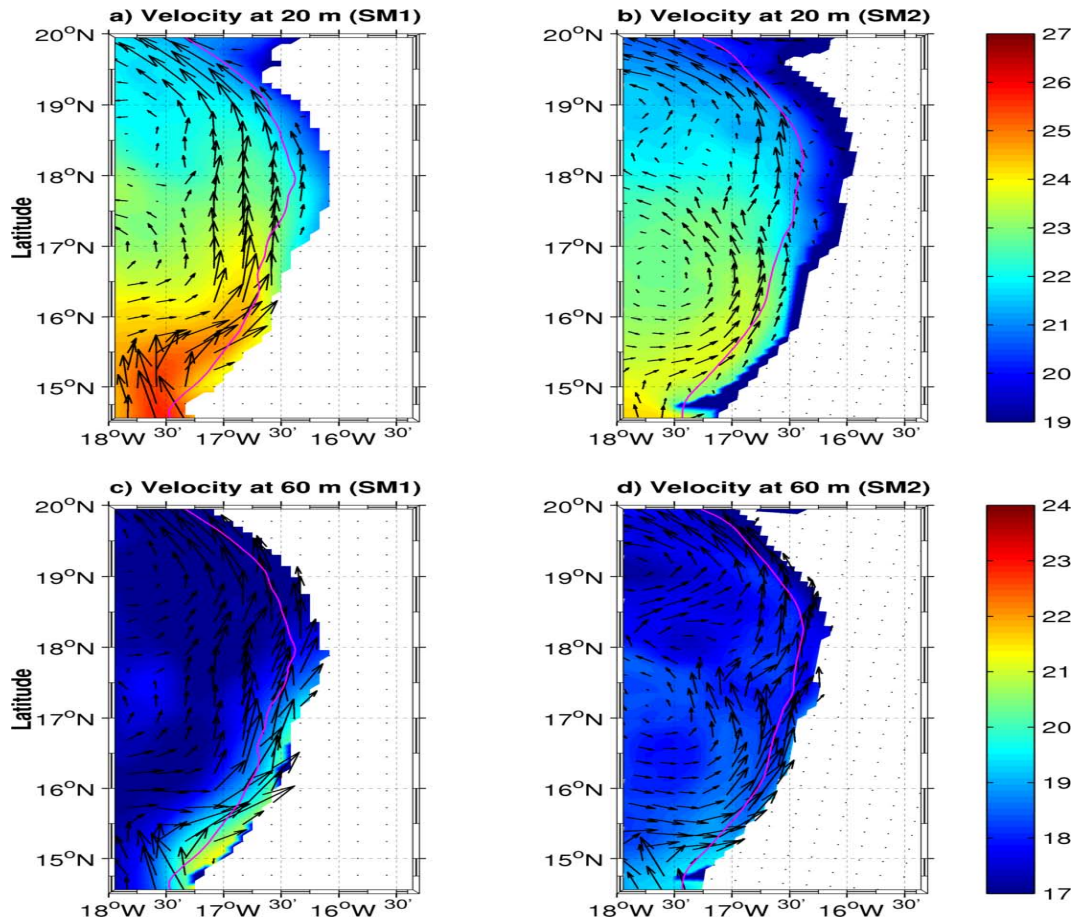 a) Velocity at 20 m (SM1)
b) Velocity at 20 m (SM2)
20°N
19°N
18°N
17°N
16°N
15°N
Latitude
18°W 30' 17°W 30' 16°W 30'
20°N
19°N
18°N
17°N
16°N
15°N
18°W 30' 17°W 30' 16°W 30'
27
26
25
24
23
22
21
20
19
c) Velocity at 60 m (SM1)
d) Velocity at 60 m (SM2)
20°N
19°N
18°N
17°N
16°N
15°N
Latitude
18°W 30' 17°W 30' 16°W 30'
20°N
19°N
18°N
17°N
16°N
15°N
18°W 30' 17°W 30' 16°W 30'
24
23
22
21
20
19
18
17